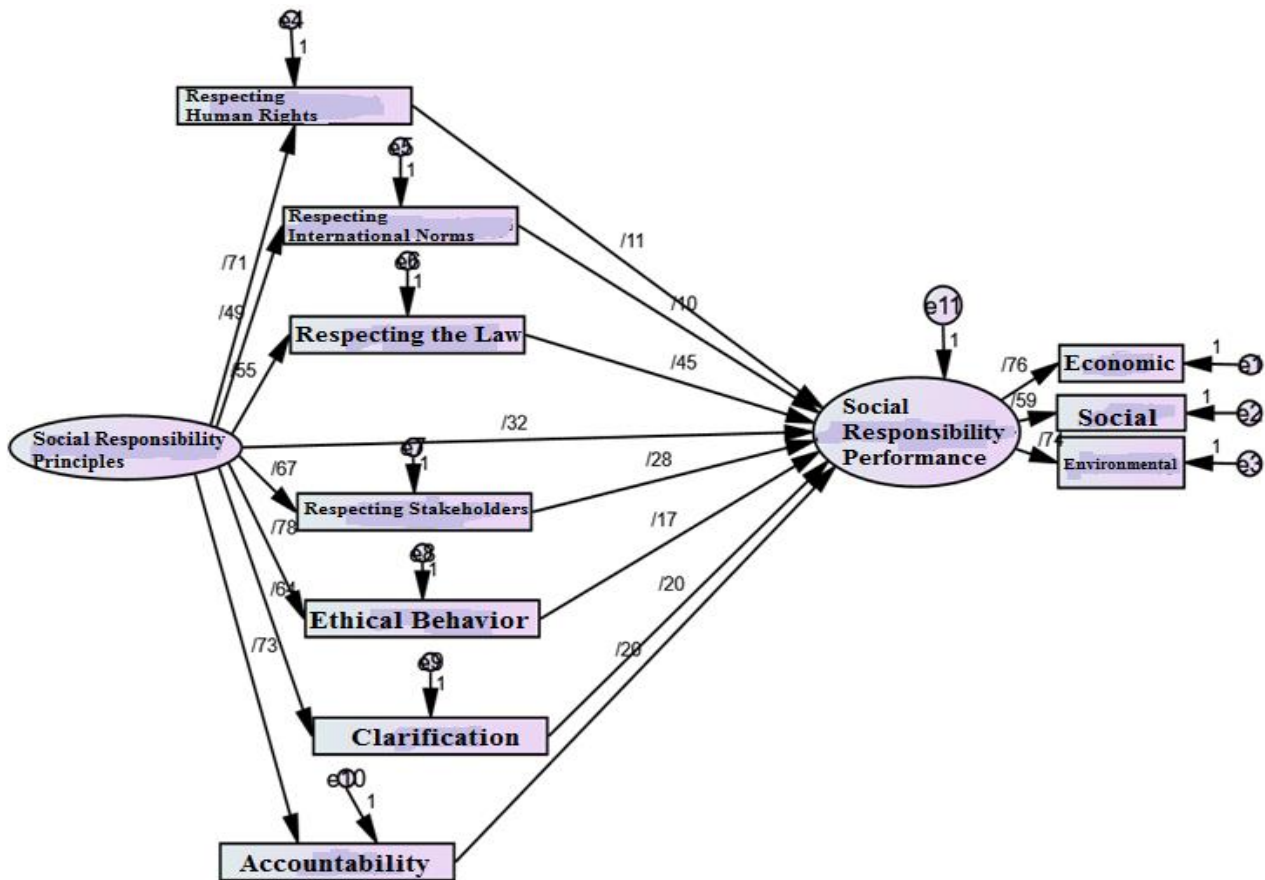 e4
1
Respecting
Human Rights
e5
1
Respecting
International Norms
/11
/71
e6
1
/10
/49
e11
Respecting the Law
1
/45
/55
/76
Economic
1
e1
/59
Social
1
e2
Social
Responsibility
Performance
/32
Social Responsibility
Principles
e7
1
/74
Environmental
1
e3
/67
/28
Respecting Stakeholders
/78
/17
e8
1
/64
/20
Ethical Behavior
/73
/20
e9
1
Clarification
e10
1
Accountability